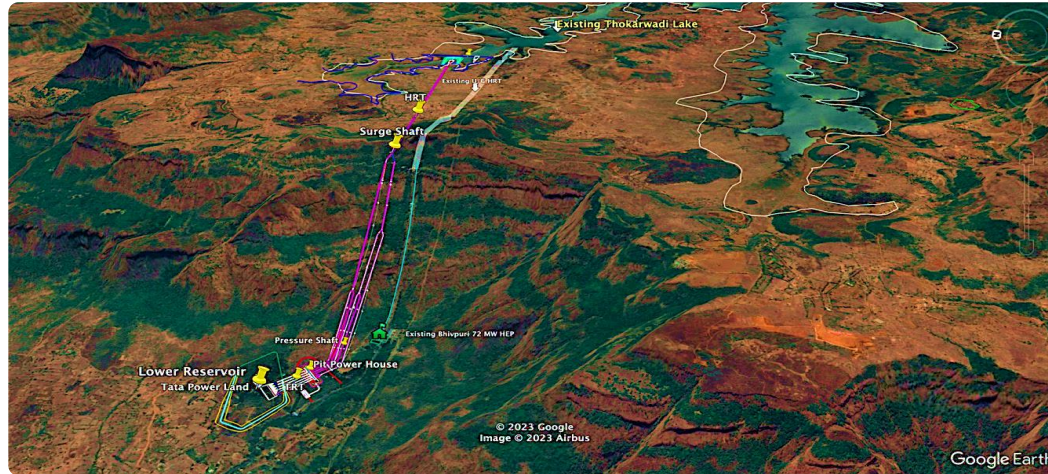 Existing Thokarwadi Lake
HRT
Surge Shaft
Existing Bhivpuri 72 MW HEP
Pressure Shaft
Pit Power House
Lower Reservoir
Tata Power Land
TRT
© 2023 Google
Image © 2023 Airbus
Google Earth